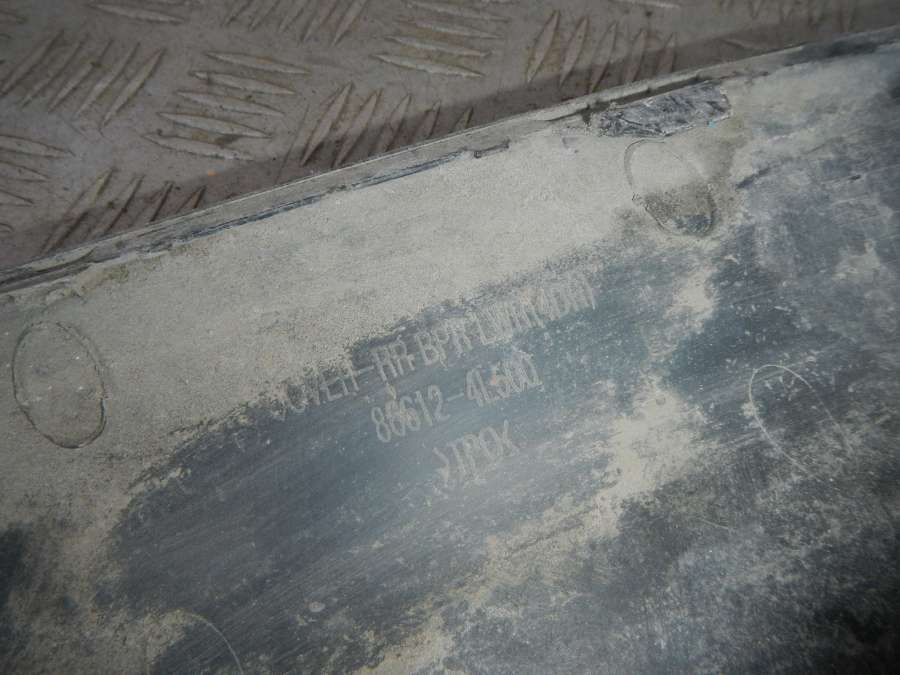 COVER-RR BPR LWR(4DR)
86612-4L500
>TPO<